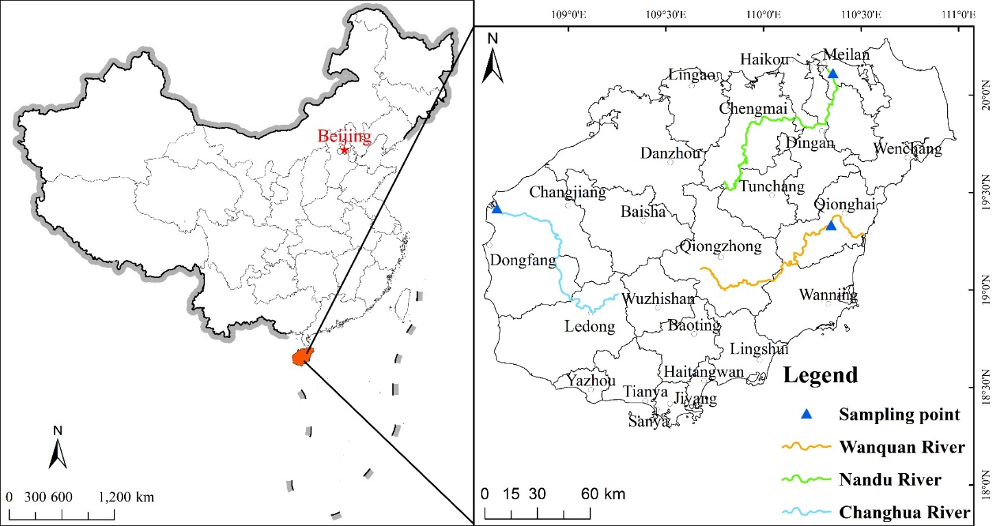 Beijing
N
0 300 600 1,200 km
109°0'E 109°30'E 110°0'E 110°30'E 111°0'E
N
Haikou
Meilan
Lingao
Chengmai
Dingan
Danzhou
Wenchang
Tunchang
Changjiang
Qionghai
Baisha
Qiongzhong
Dongfang
Wuzhishan
Wanning
Ledong
Baoting
Lingshui
Haitangwan
Yazhou
Tianya
Jiyang
Sanya
20°0'N
19°30'N
19°0'N
18°30'N
18°0'N
Legend
Sampling point
Wanquan River
Nandu River
Changhua River
0 15 30 60 km